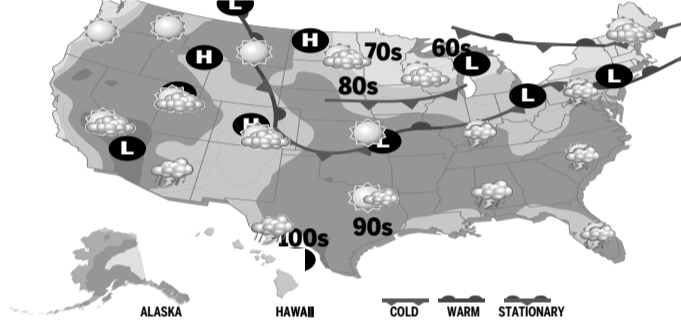 L
H
H
70s
60s
L
80s
L
L
H
L
L
100s
90s
ALASKA
HAWAII
COLD
WARM
STATIONARY